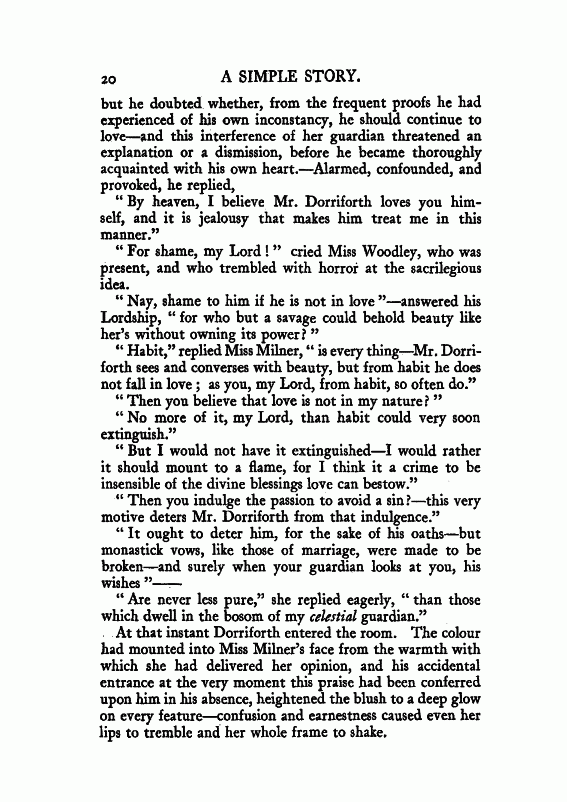 20 A SIMPLE STORY.
but he doubted whether, from the frequent proofs he had
experienced of his own inconstancy, he should continue to
love—and this interference of her guardian threatened an
explanation or a dismission, before he became thoroughly
acquainted with his own heart.—Alarmed, confounded, and
provoked, he replied,
“ By heaven, I believe Mr. Dorriforth loves you him-
self, and it is jealousy that makes him treat me in this
manner.”
“ For shame, my Lord ! ” cried Miss Woodley, who was
present, and who trembled with horror at the sacrilegious
idea.
“ Nay, shame to him if he is not in love ”—answered his
Lordship, “ for who but a savage could behold beauty like
her's without owning its power? ”
“ Habit,” replied Miss Milner, “ is every thing—Mr. Dorri-
forth sees and converses with beauty, but from habit he does
not fall in love ; as you, my Lord, from habit, so often do.”
“ Then you believe that love is not in my nature? ”
“ No more of it, my Lord, than habit could very soon
extinguish.”
“ But I would not have it extinguished—I would rather
it should mount to a flame, for I think it a crime to be
insensible of the divine blessings love can bestow.”
“ Then you indulge the passion to avoid a sin?—this very
motive deters Mr. Dorriforth from that indulgence.”
“ It ought to deter him, for the sake of his oaths—but
monastick vows, like those of marriage, were made to be
broken—and surely when your guardian looks at you, his
wishes ”——
“ Are never less pure,” she replied eagerly, “ than those
which dwell in the bosom of my celestial guardian.”
At that instant Dorriforth entered the room. The colour
had mounted into Miss Milner's face from the warmth with
which she had delivered her opinion, and his accidental
entrance at the very moment this praise had been conferred
upon him in his absence, heightened the blush to a deep glow
on every feature—confusion and earnestness caused even her
lips to tremble and her whole frame to shake.